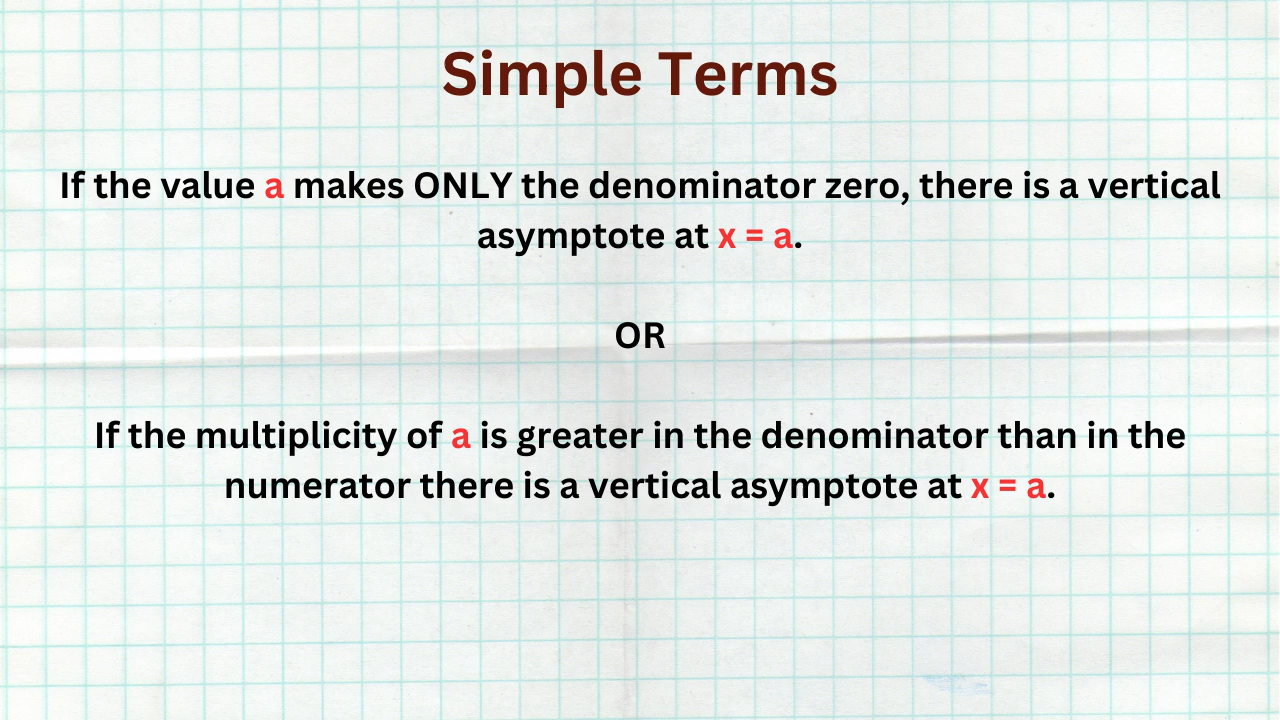 Simple Terms
If the value a makes ONLY the denominator zero, there is a vertical
asymptote at x = a.
OR
If the multiplicity of a is greater in the denominator than in the
numerator there is a vertical asymptote at x = a.